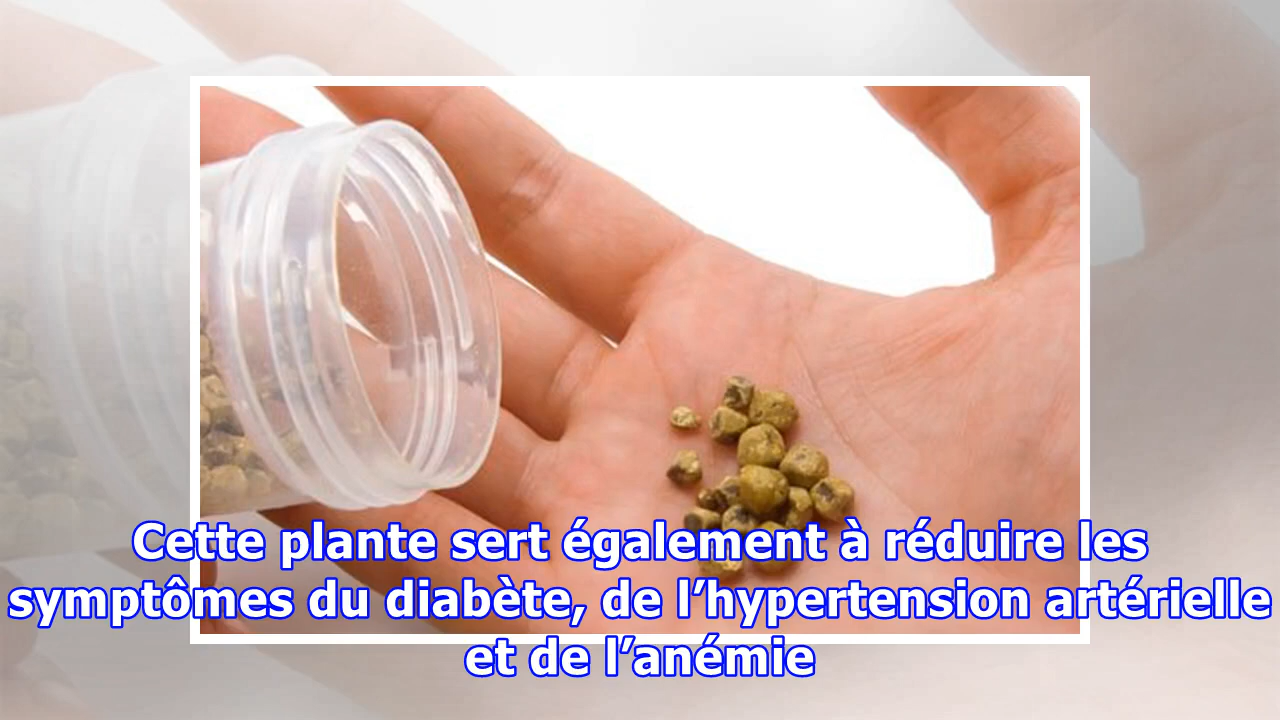 Cette plante sert également à réduire les
symptômes du diabète, de l’hypertension artérielle
et de l’anémie